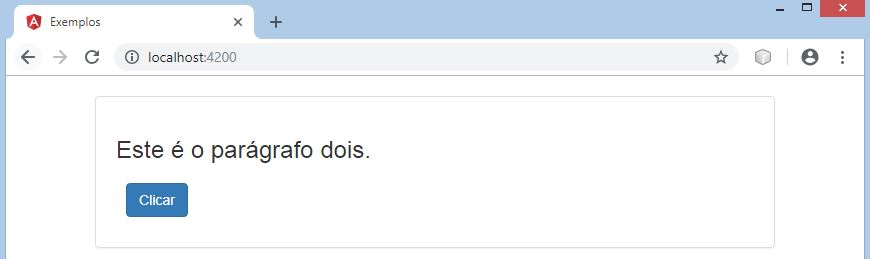 Exemplos
localhost:4200
Este é o parágrafo dois.
Clicar